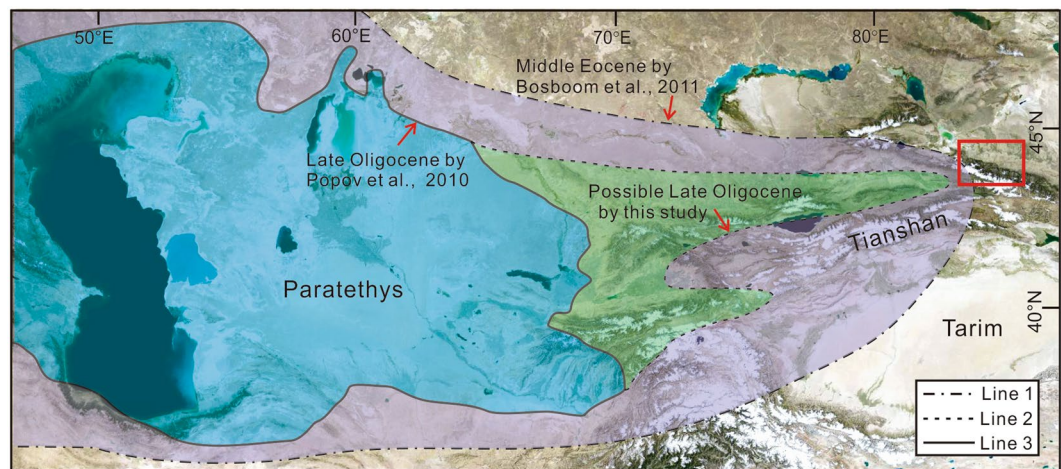 50°E
60°E
70°E
80°E
Middle Eocene by
Bosboom et al., 2011
45°N
Late Oligocene by
Popov et al., 2010
Possible Late Oligocene
by this study
Tianshan
Paratethys
40°N
Tarim
Line 1
Line 2
Line 3